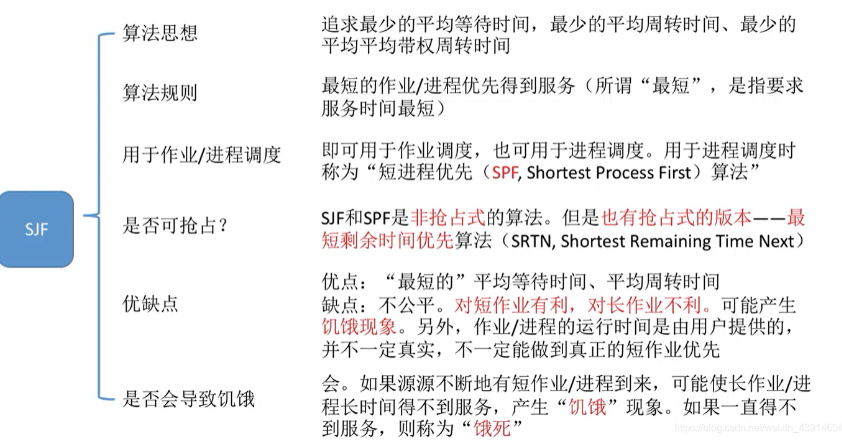 SJF
算法思想
追求最少的平均等待时间，最少的平均周转时间、最少的
平均平均带权周转时间
算法规则
最短的作业/进程优先得到服务（所谓“最短”，是指要求
服务时间最短）
用于作业/进程调度
即可用于作业调度，也可用于进程调度。用于进程调度时
称为“短进程优先（SPF, Shortest Process First）算法”
是否可抢占？
SJF和SPF是非抢占式的算法。但是也有抢占式的版本——最
短剩余时间优先算法（SRTN, Shortest Remaining Time Next）
优缺点
优点：“最短的”平均等待时间、平均周转时间
缺点：不公平。对短作业有利，对长作业不利。可能产生
饥饿现象。另外，作业/进程的运行时间是由用户提供的，
并不一定真实，不一定能做到真正的短作业优先
是否会导致饥饿
会。如果源源不断地有短作业/进程到来，可能使长作业/进
程长时间得不到服务，产生“饥饿”现象。如果一直得不
到服务，则称为“饿死”
https://blog.csdn.net/weixin_43914604